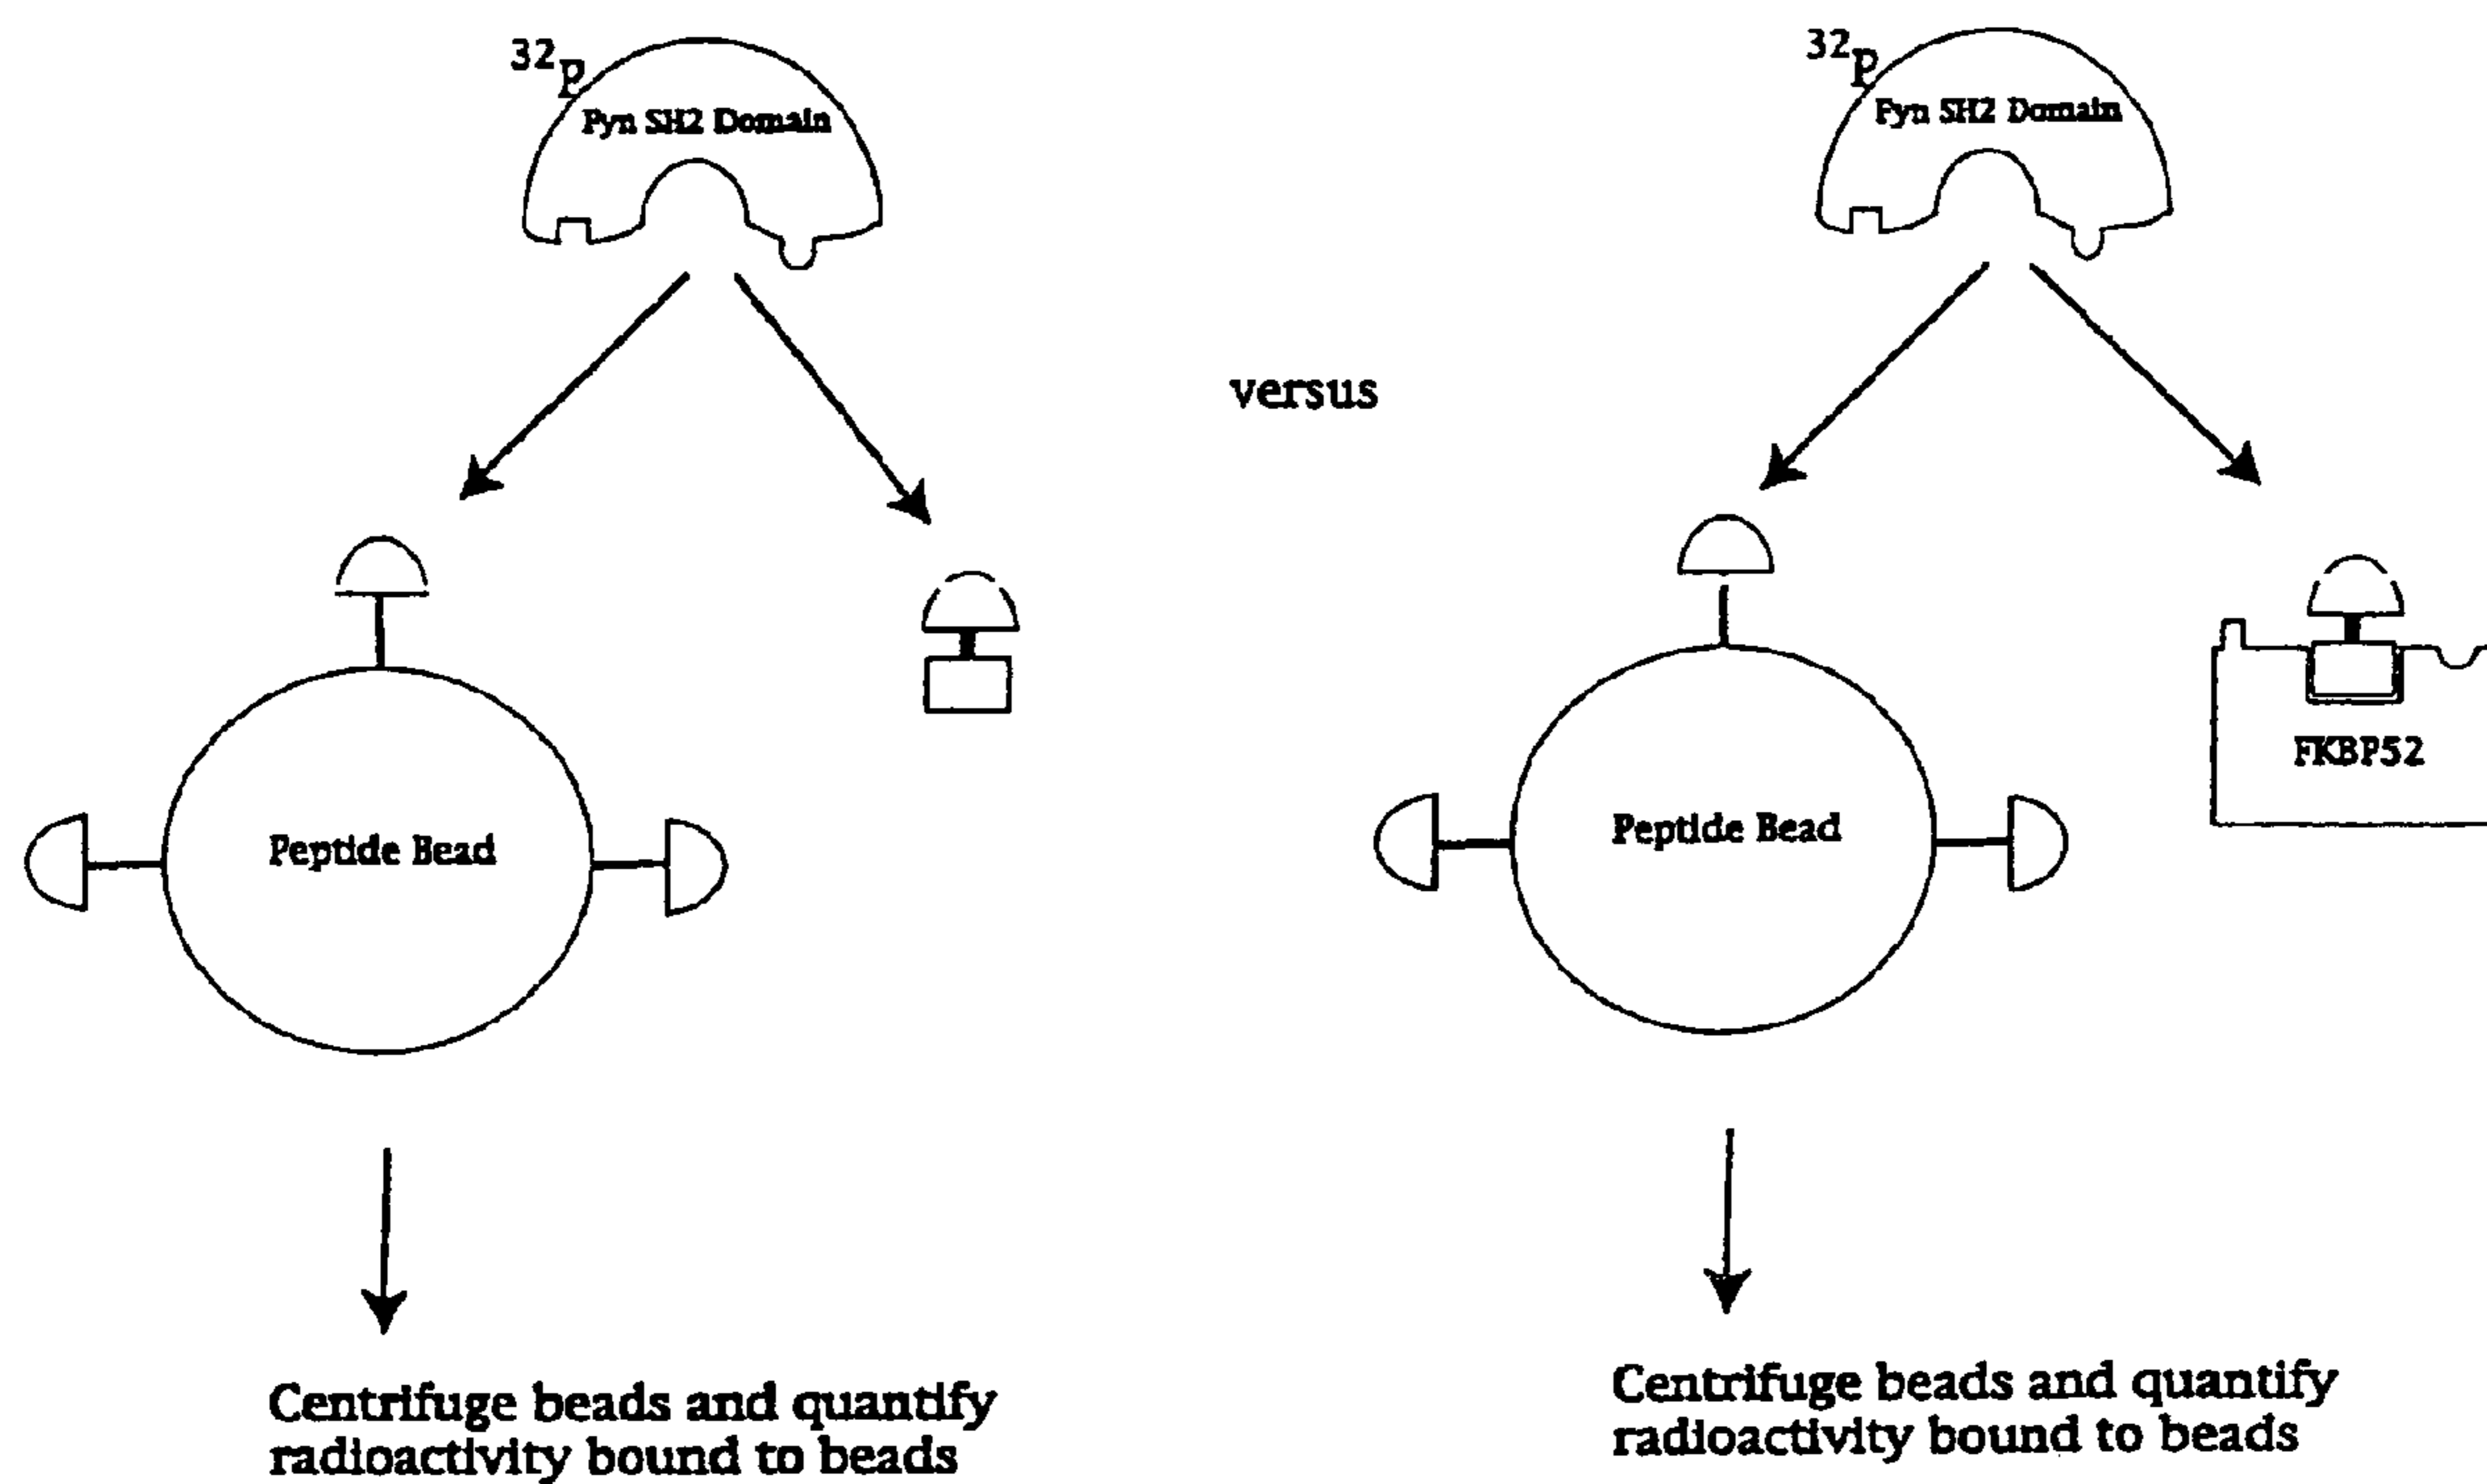 32P
Fyn SH2 Domain
32P
Fyn SH2 Domain
versus
Peptide Bead
Peptide Bead
FKBP52
Centrifuge beads and quantify
radioactivity bound to beads
Centrifuge beads and quantify
radioactivity bound to beads